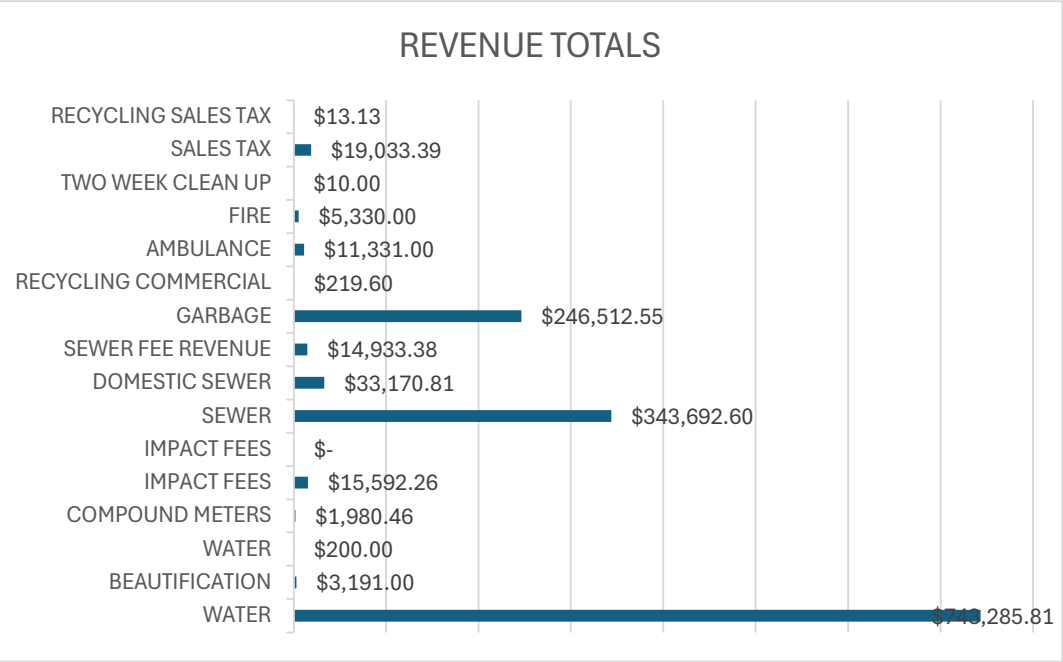 REVENUE TOTALS
RECYCLING SALES TAX $13.13
SALES TAX $19,033.39
TWO WEEK CLEAN UP $10.00
FIRE $5,330.00
AMBULANCE $11,331.00
RECYCLING COMMERCIAL $219.60
GARBAGE $246,512.55
SEWER FEE REVENUE $14,933.38
DOMESTIC SEWER $33,170.81
SEWER $343,692.60
IMPACT FEES $-
IMPACT FEES $15,592.26
COMPOUND METERS $1,980.46
WATER $200.00
BEAUTIFICATION $3,191.00
WATER $743,285.81